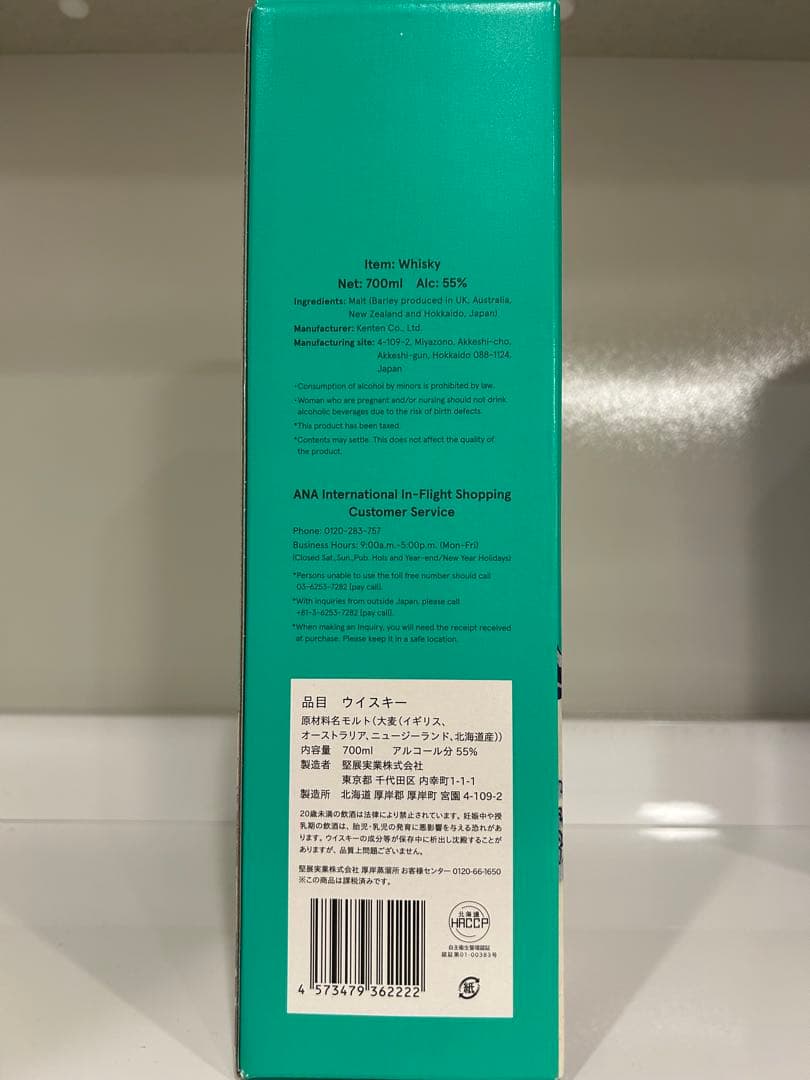 Item: Whisky
Net: 700ml Alc: 55%
Ingredients: Malt (Barley produced in UK, Australia,
New Zealand and Hokkaido, Japan)
Manufacturer: Kenten Co., Ltd.
Manufacturing site: 4-109-2, Miyazono, Akkeshi-cho,
Akkeshi-gun, Hokkaido 088-1124,
Japan
*Consumption of alcohol by minors is prohibited by law.
*Woman who are pregnant and/or nursing should not drink
alcoholic beverages due to the risk of birth defects.
*This product has been taxed.
*Contents may settle. This does not affect the quality of
the product.
ANA International In-Flight Shopping
Customer Service
Phone: 0120-283-757
Business Hours: 9:00a.m.-5:00p.m. (Mon-Fri)
(Closed Sat.,Sun.,Pub. Hols and Year-end/New Year Holidays)
*Persons unable to use the toll free number should call
03-6253-7282 (pay call).
*With inquiries from outside Japan, please call
+81-3-6253-7282 (pay call).
*When making an inquiry, you will need the receipt received
at purchase. Please keep it in a safe location.
品目 ウイスキー
原材料名 モルト(大麦(イギリス、
オーストラリア、ニュージーランド、北海道産))
内容量 700ml アルコール分 55%
製造者 堅展実業株式会社
東京都 千代田区 内幸町1-1-1
製造所 北海道 厚岸郡 厚岸町 宮園 4-109-2
20歳未満の飲酒は法律により禁止されています。妊娠中や授
乳期の飲酒は、胎児・乳児の発育に悪影響を与える恐れがあ
ります。ウイスキーの成分等が保存中に析出し沈殿することが
ありますが、品質上問題ございません。
堅展実業株式会社 厚岸蒸溜所 お客様センター 0120-66-1650
※この商品は課税済みです。
4 573479 362222
北海道
HACCP
自主衛生管理認証
認証第01-00383号
紙